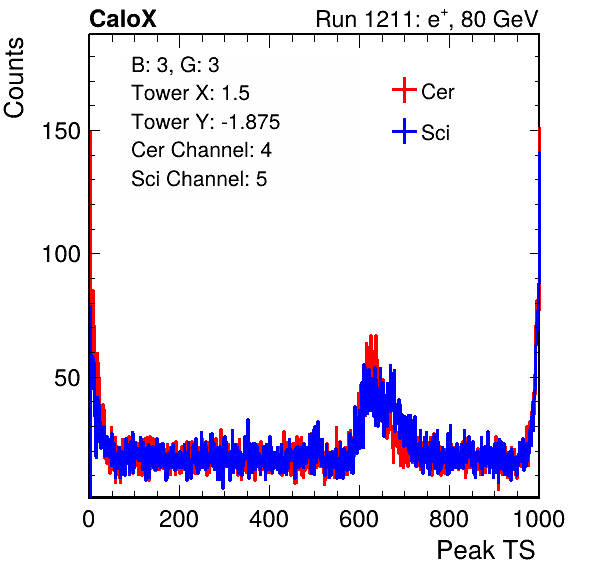 CaloX Run 1211: e⁺, 80 GeV
Counts
B: 3, G: 3
Tower X: 1.5
Tower Y: -1.875
Cer Channel: 4
Sci Channel: 5
Cer
Sci
150
100
50
0 200 400 600 800 1000
Peak TS